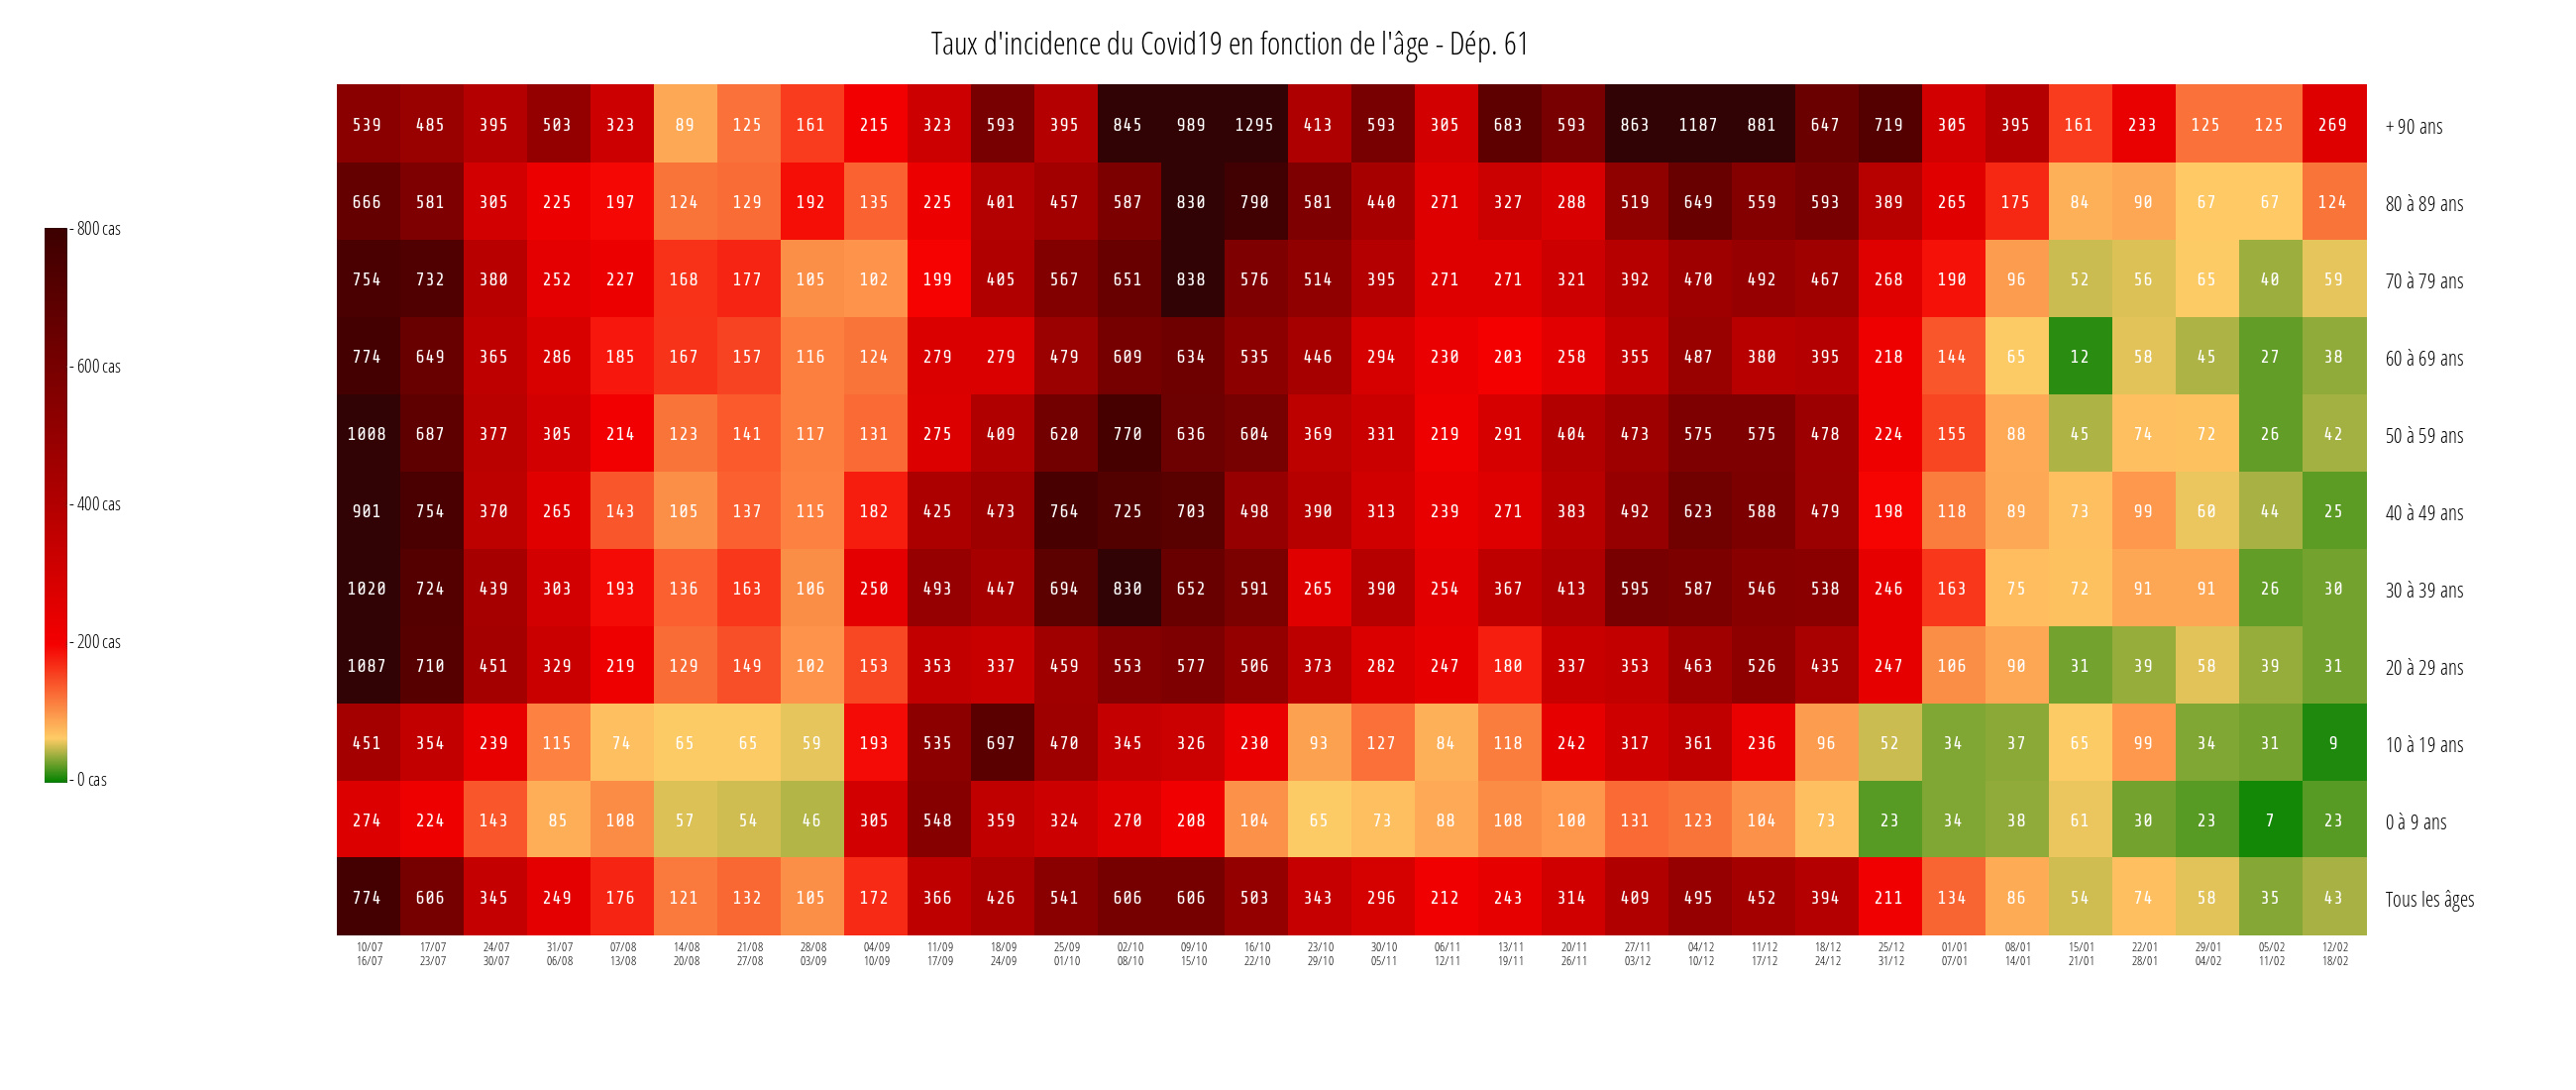 Taux d'incidence du Covid19 en fonction de l'âge - Dép. 61
539 485 395 503 323 89 125 161 215 323 593 395 845 989 1295 413 593 305 683 593 863 1187 881 647 719 305 395 161 233 125 125 269 + 90 ans
666 581 305 225 197 124 129 192 135 225 401 457 587 830 790 581 440 271 327 288 519 649 559 593 389 265 175 84 90 67 67 124 80 à 89 ans
- 800 cas
754 732 380 252 227 168 177 105 102 199 405 567 651 838 576 514 395 271 271 321 392 470 492 467 268 190 96 52 56 65 40 59 70 à 79 ans
774 649 365 286 185 167 157 116 124 279 279 479 609 634 535 446 294 230 203 258 355 487 380 395 218 144 65 12 58 45 27 38 60 à 69 ans
- 600 cas
1008 687 377 305 214 123 141 117 131 275 409 620 770 636 604 369 331 219 291 404 473 575 575 478 224 155 88 45 74 72 26 42 50 à 59 ans
- 400 cas
901 754 370 265 143 105 137 115 182 425 473 764 725 703 498 390 313 239 271 383 492 623 588 479 198 118 89 73 99 60 44 25 40 à 49 ans
1020 724 439 303 193 136 163 106 250 493 447 694 830 652 591 265 390 254 367 413 595 587 546 538 246 163 75 72 91 91 26 30 30 à 39 ans
- 200 cas
1087 710 451 329 219 129 149 102 153 353 337 459 553 577 506 373 282 247 180 337 353 463 526 435 247 106 90 31 39 58 39 31 20 à 29 ans
451 354 239 115 74 65 65 59 193 535 697 470 345 326 230 93 127 84 118 242 317 361 236 96 52 34 37 65 99 34 31 9 10 à 19 ans
- 0 cas
274 224 143 85 108 57 54 46 305 548 359 324 270 208 104 65 73 88 108 100 131 123 104 73 23 34 38 61 30 23 7 23 0 à 9 ans
774 606 345 249 176 121 132 105 172 366 426 541 606 606 503 343 296 212 243 314 409 495 452 394 211 134 86 54 74 58 35 43 Tous les âges
10/07 17/07 24/07 31/07 07/08 14/08 21/08 28/08 04/09 11/09 18/09 25/09 02/10 09/10 16/10 23/10 30/10 06/11 13/11 20/11 27/11 04/12 11/12 18/12 25/12 01/01 08/01 15/01 22/01 29/01 05/02 12/02
16/07 23/07 30/07 06/08 13/08 20/08 27/08 03/09 10/09 17/09 24/09 01/10 08/10 15/10 22/10 29/10 05/11 12/11 19/11 26/11 03/12 10/12 17/12 24/12 31/12 07/01 14/01 21/01 28/01 04/02 11/02 18/02